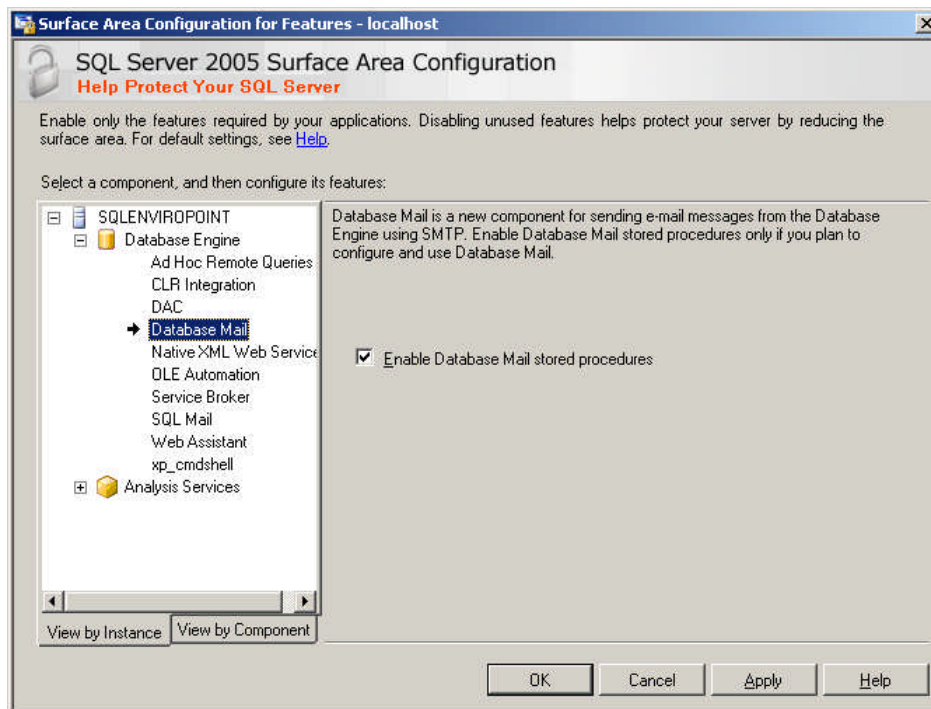 Surface Area Configuration for Features - localhost
SQL Server 2005 Surface Area Configuration
Help Protect Your SQL Server
Enable only the features required by your applications. Disabling unused features helps protect your server by reducing the
surface area. For default settings, see Help.
Select a component, and then configure its features:
SQLENVIROPOINT
Database Engine
Ad Hoc Remote Queries
CLR Integration
DAC
Database Mail
Native XML Web Service
OLE Automation
Service Broker
SQL Mail
Web Assistant
xp_cmdshell
Analysis Services
View by Instance
View by Component
Database Mail is a new component for sending e-mail messages from the Database
Engine using SMTP. Enable Database Mail stored procedures only if you plan to
configure and use Database Mail.
Enable Database Mail stored procedures
OK
Cancel
Apply
Help